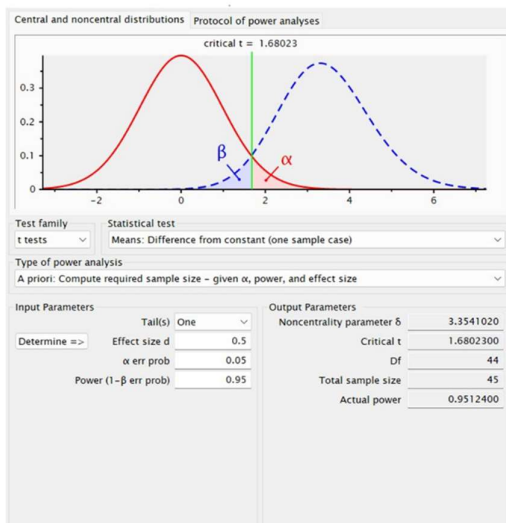 Central and noncentral distributions Protocol of power analyses
critical t = 1.68023
0.3
0.2
0.1
0
β
α
-2 0 2 4 6
Test family Statistical test
t tests Means: Difference from constant (one sample case)
Type of power analysis
A priori: Compute required sample size – given α, power, and effect size
Input Parameters Output Parameters
Tail(s) One Noncentrality parameter δ 3.3541020
Determine => Effect size d 0.5 Critical t 1.6802300
α err prob 0.05 Df 44
Power (1-β err prob) 0.95 Total sample size 45
Actual power 0.9512400